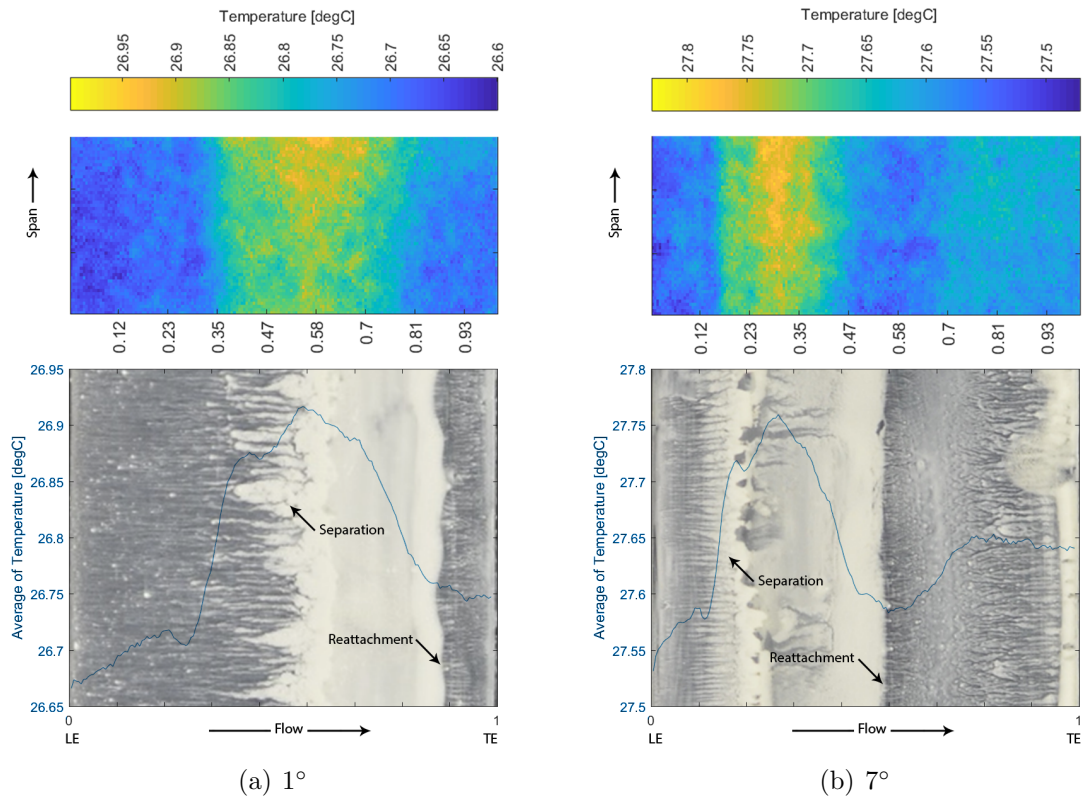 Temperature [degC]
26.95 26.9 26.85 26.8 26.75 26.7 26.65 26.6
Span
0.12 0.23 0.35 0.47 0.58 0.7 0.81 0.93
26.95
26.9
26.85
26.8
26.75
26.7
26.65
Average of Temperature [degC]
Separation
Reattachment
0 1
LE Flow TE
(a) 1°
Temperature [degC]
27.8 27.75 27.7 27.65 27.6 27.55 27.5
Span
0.12 0.23 0.35 0.47 0.58 0.7 0.81 0.93
27.8
27.75
27.7
27.65
27.6
27.55
27.5
Average of Temperature [degC]
Separation
Reattachment
0 1
LE Flow TE
(b) 7°